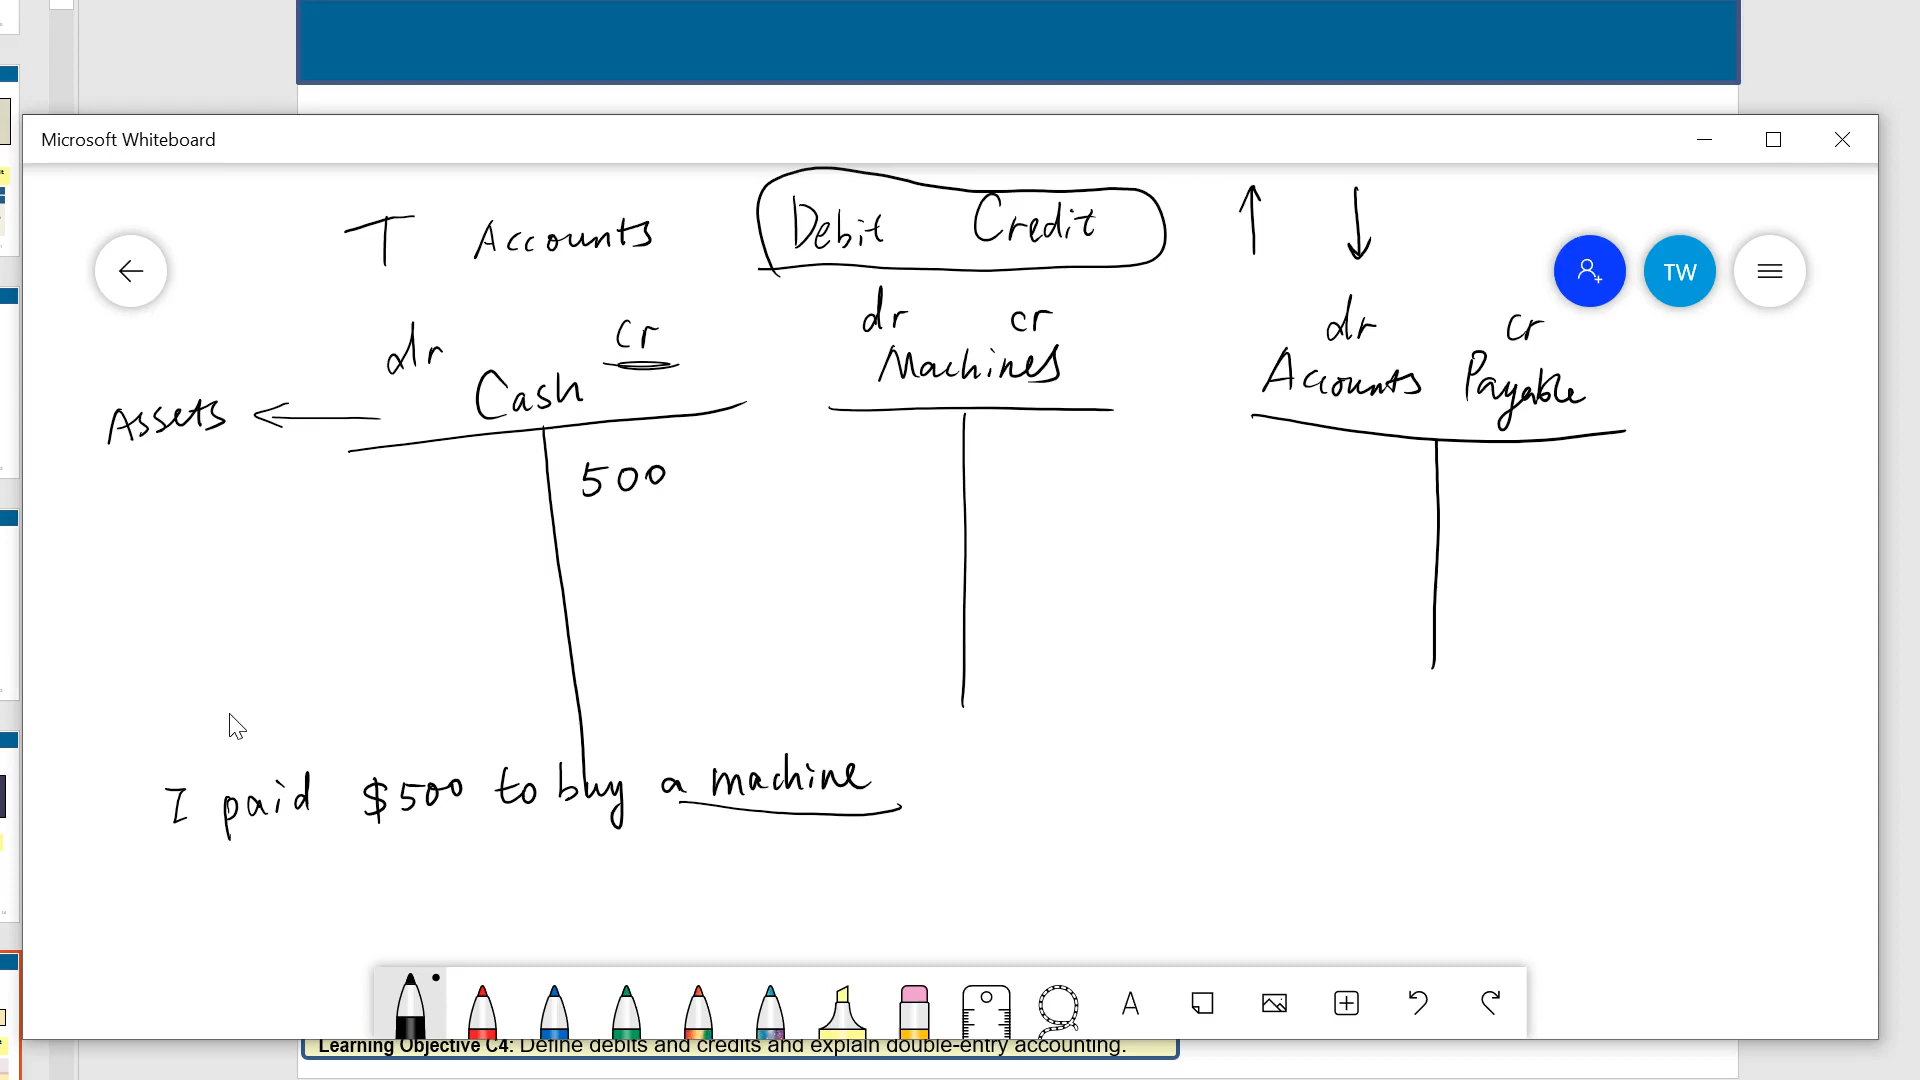 Microsoft Whiteboard
T Accounts Debit Credit
TW
dr cr dr cr dr cr
Assets Cash Machines Accounts Payable
500
I paid $500 to buy a machine
A
Learning Objective C4: Define debits and credits and explain double-entry accounting.